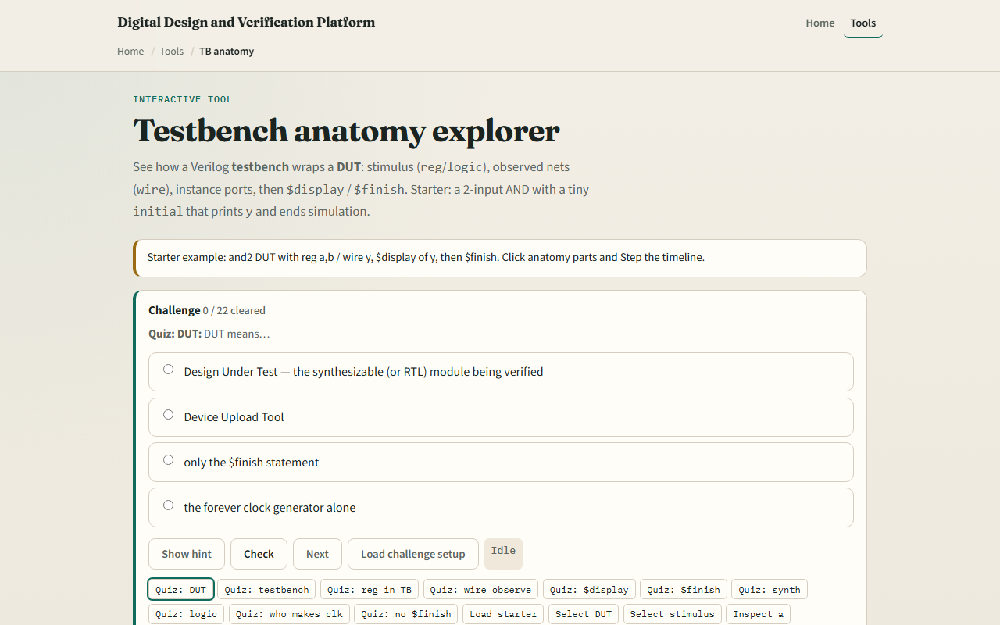 Digital Design and Verification Platform
Home Tools
Home / Tools / TB anatomy
INTERACTIVE TOOL
Testbench anatomy explorer
See how a Verilog testbench wraps a DUT: stimulus (reg/logic), observed nets
(wire), instance ports, then $display / $finish. Starter: a 2-input AND with a tiny
initial that prints y and ends simulation.
Starter example: and2 DUT with reg a,b / wire y, $display of y, then $finish. Click anatomy parts and Step the timeline.
Challenge 0 / 22 cleared
Quiz: DUT: DUT means…
Design Under Test — the synthesizable (or RTL) module being verified
Device Upload Tool
only the $finish statement
the forever clock generator alone
Show hint Check Next Load challenge setup Idle
Quiz: DUT Quiz: testbench Quiz: reg in TB Quiz: wire observe Quiz: $display Quiz: $finish Quiz: synth
Quiz: logic Quiz: who makes clk Quiz: no $finish Load starter Select DUT Select stimulus Inspect a